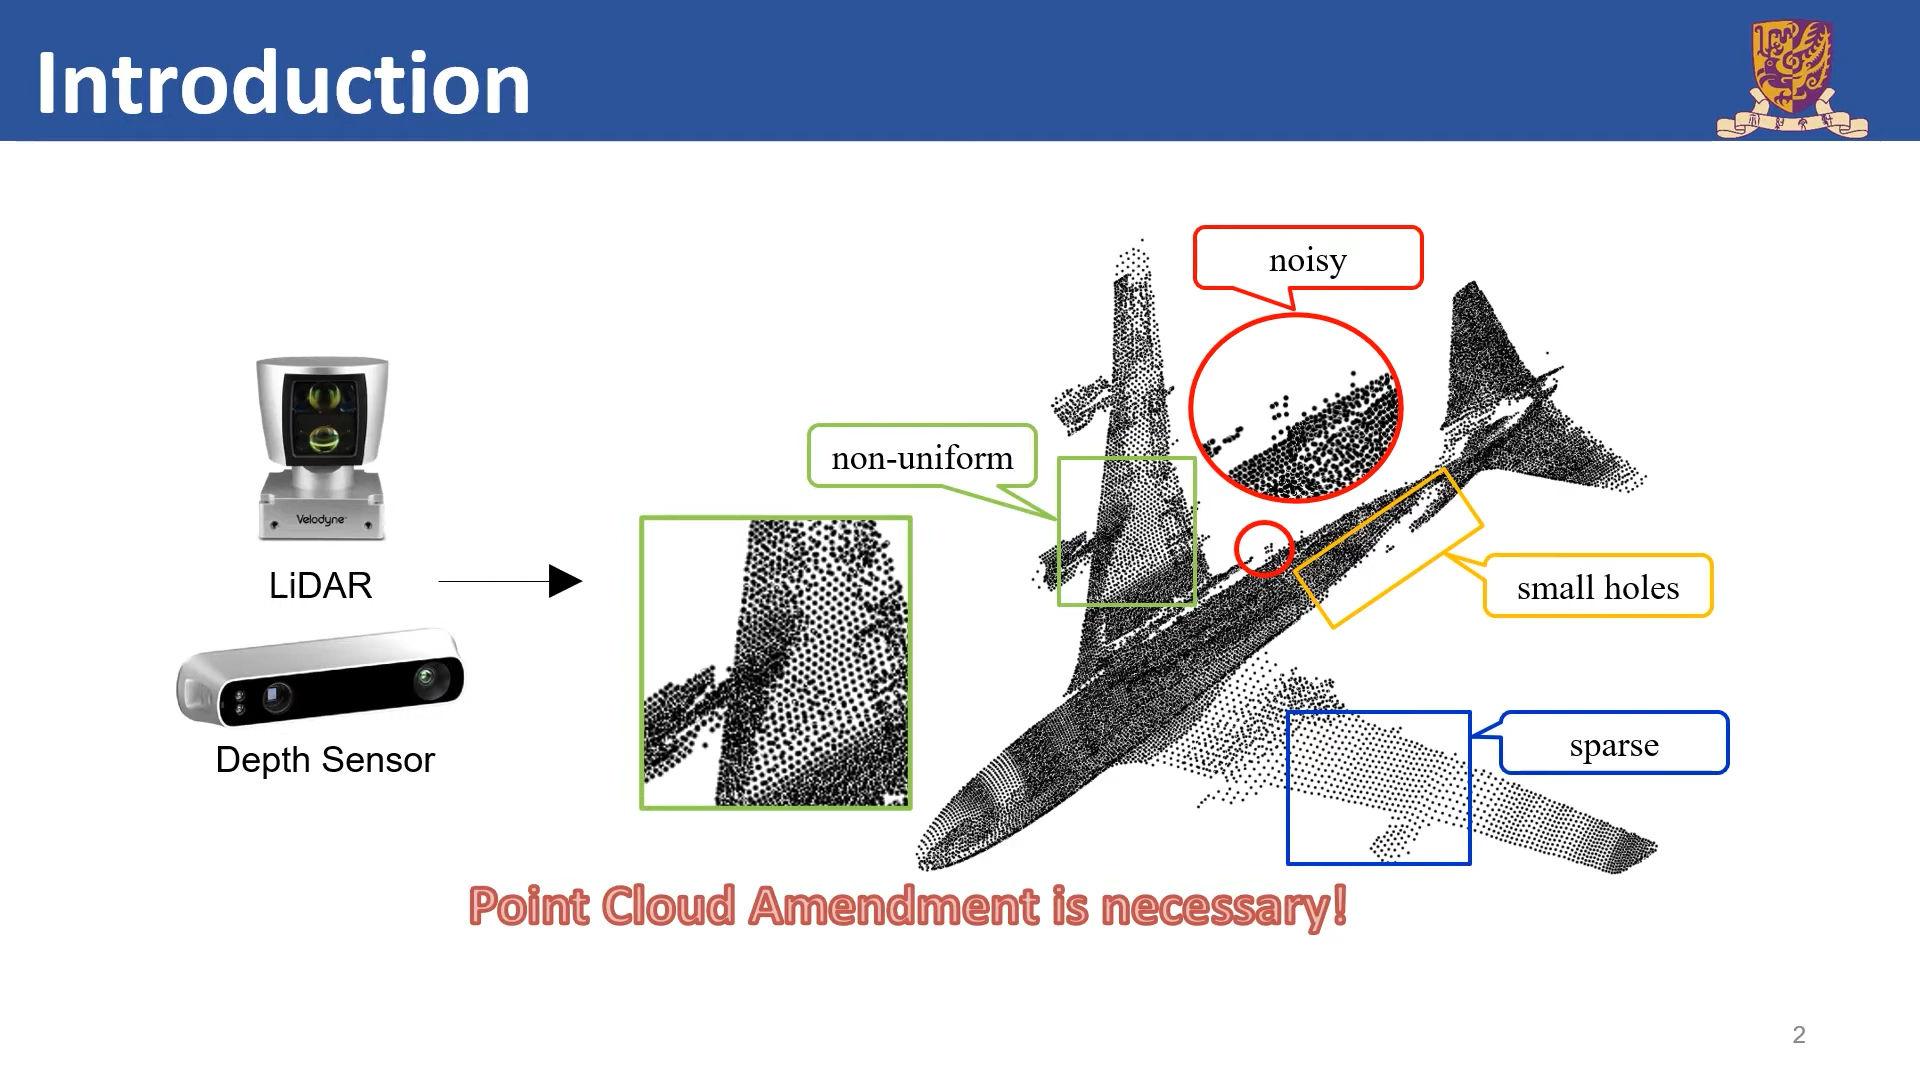 Introduction
noisy
non-uniform
Velodyne
LiDAR
small holes
Depth Sensor
sparse
Point Cloud Amendment is necessary!
2